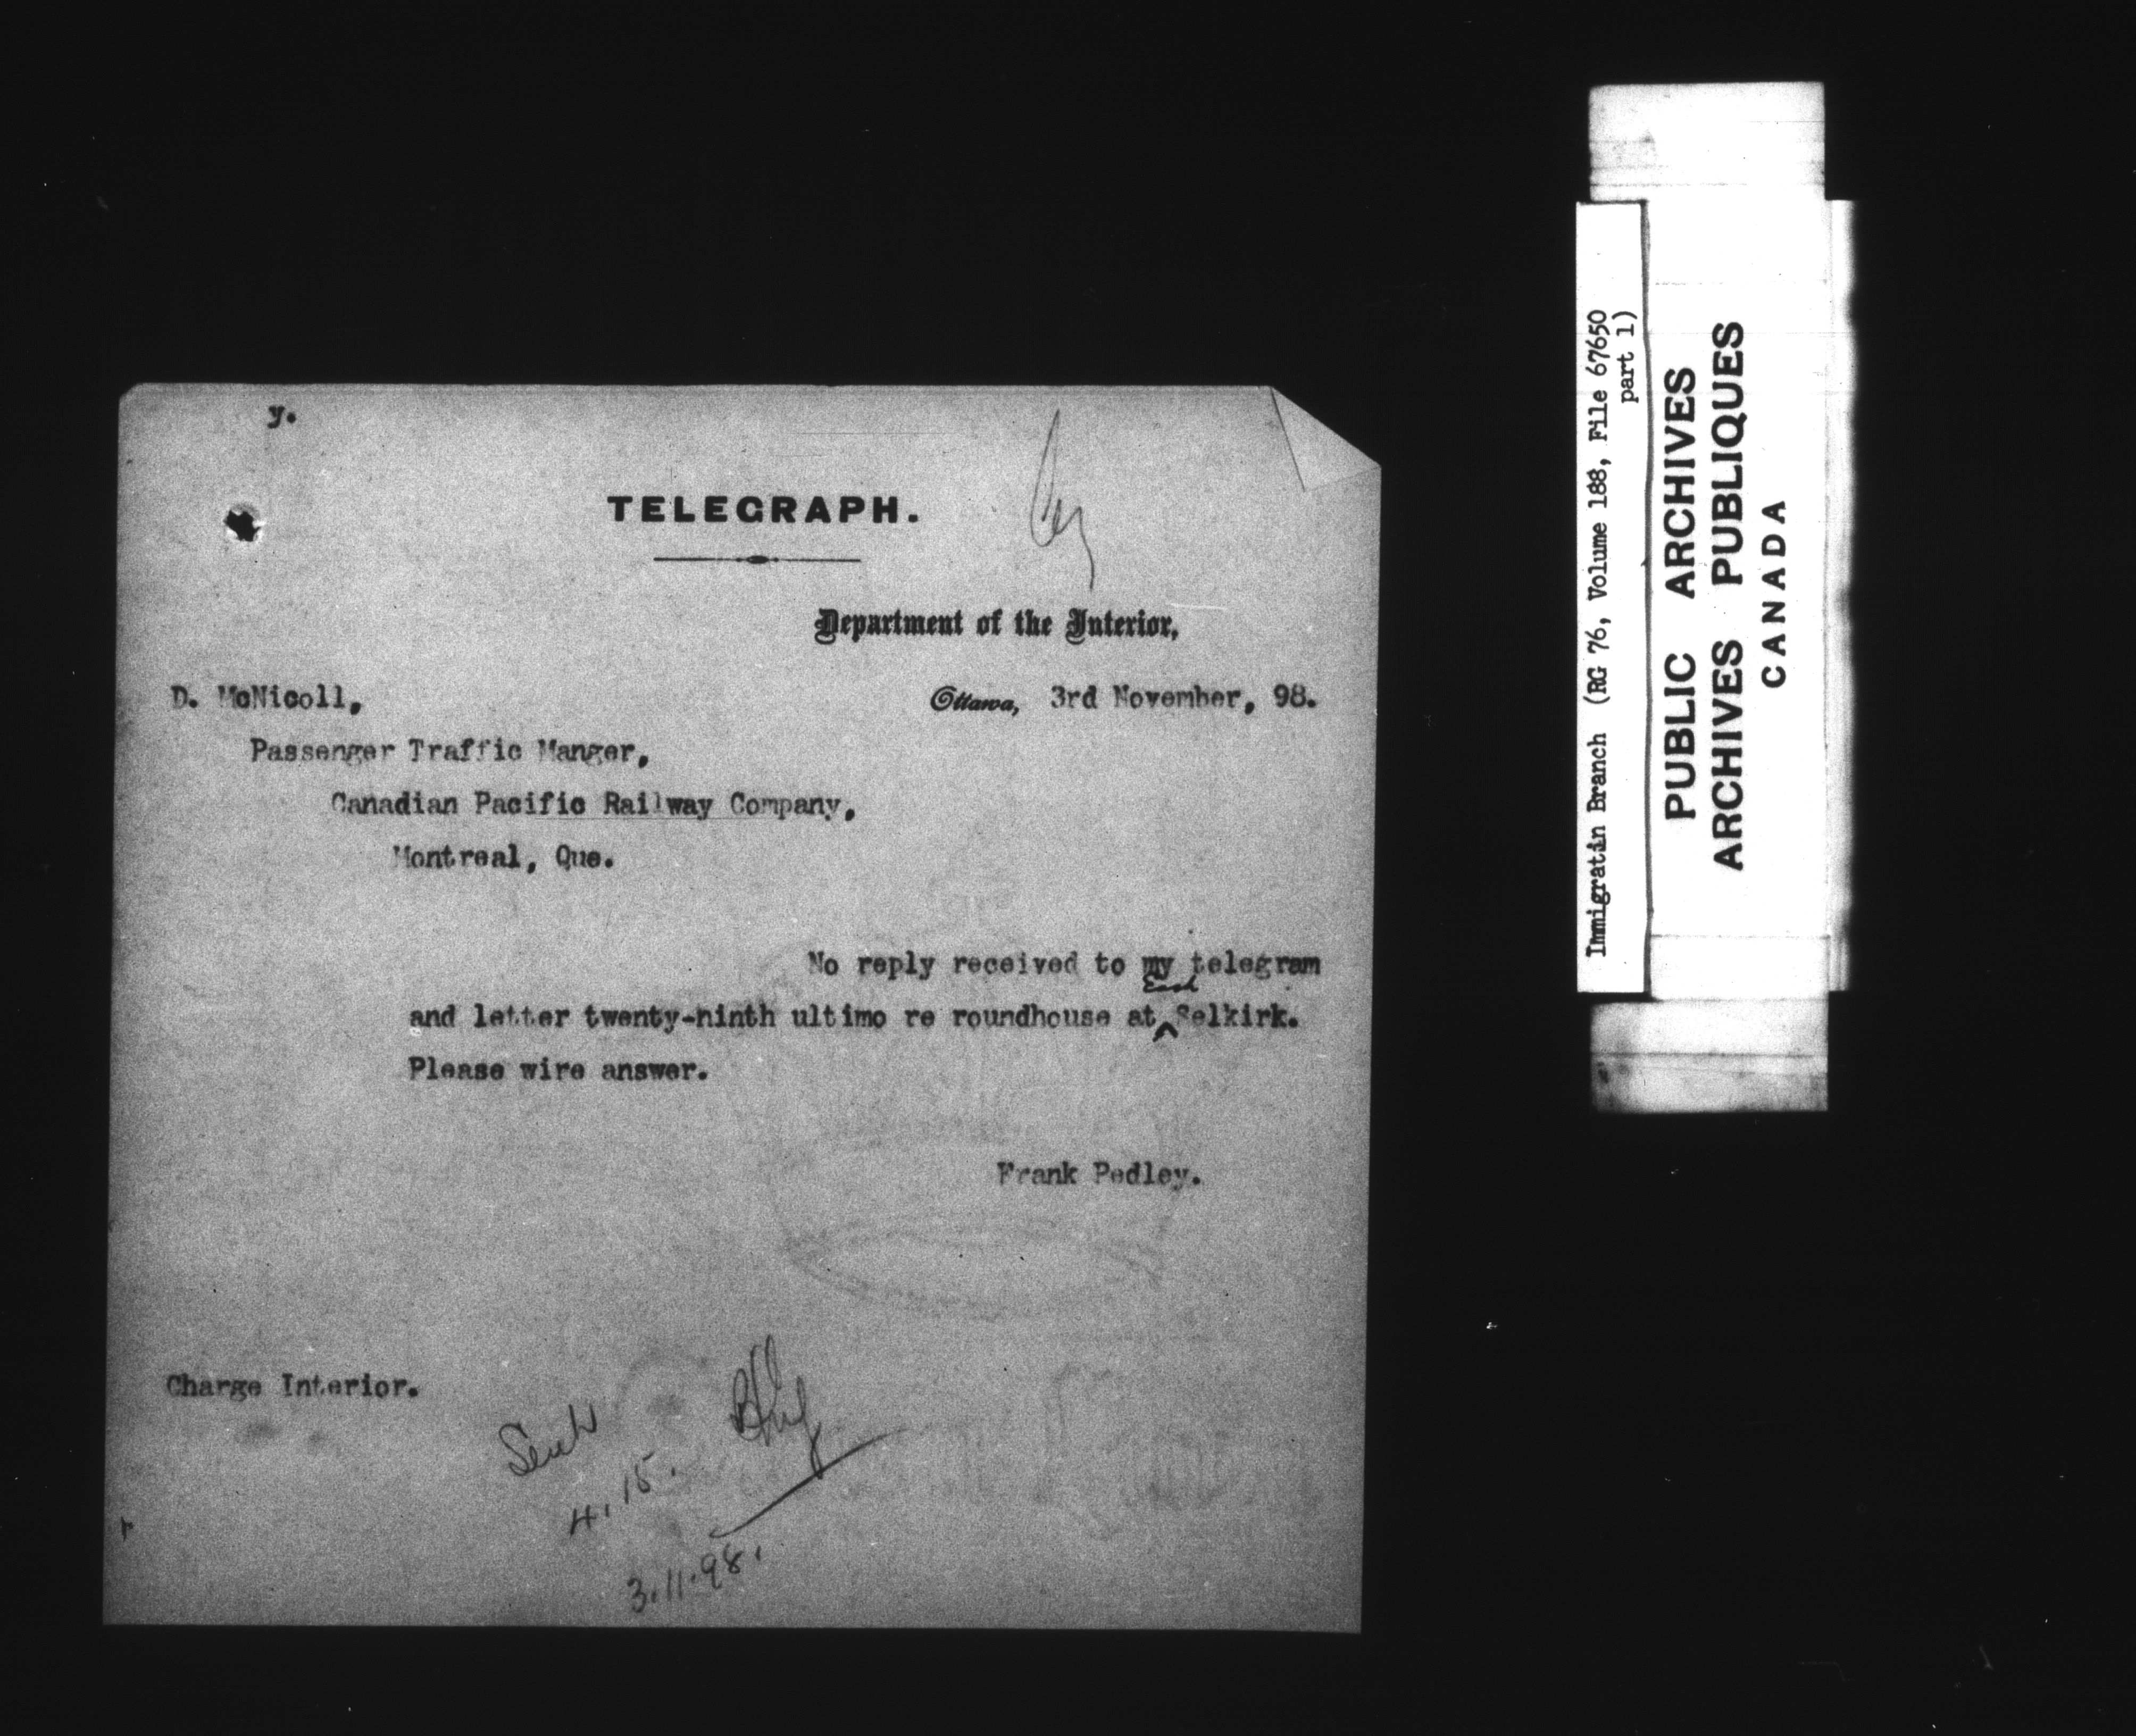 y.
TELEGRAPH.
Department of the Interior,
Ottawa, 3rd November, 98.
D. McNicoll,
Passenger Traffic Manger,
Canadian Pacific Railway Company,
Montreal, Que.
No reply received to my telegram
and letter twenty-ninth ultimo re roundhouse at East Selkirk.
Please wire answer.
Frank Pedley.
Charge Interior.
Sent
4.15.
3.11.98.
Immigratin Branch (RG 76, Volume 188, File 67650
part 1)
PUBLIC ARCHIVES
ARCHIVES PUBLIQUES
CANADA